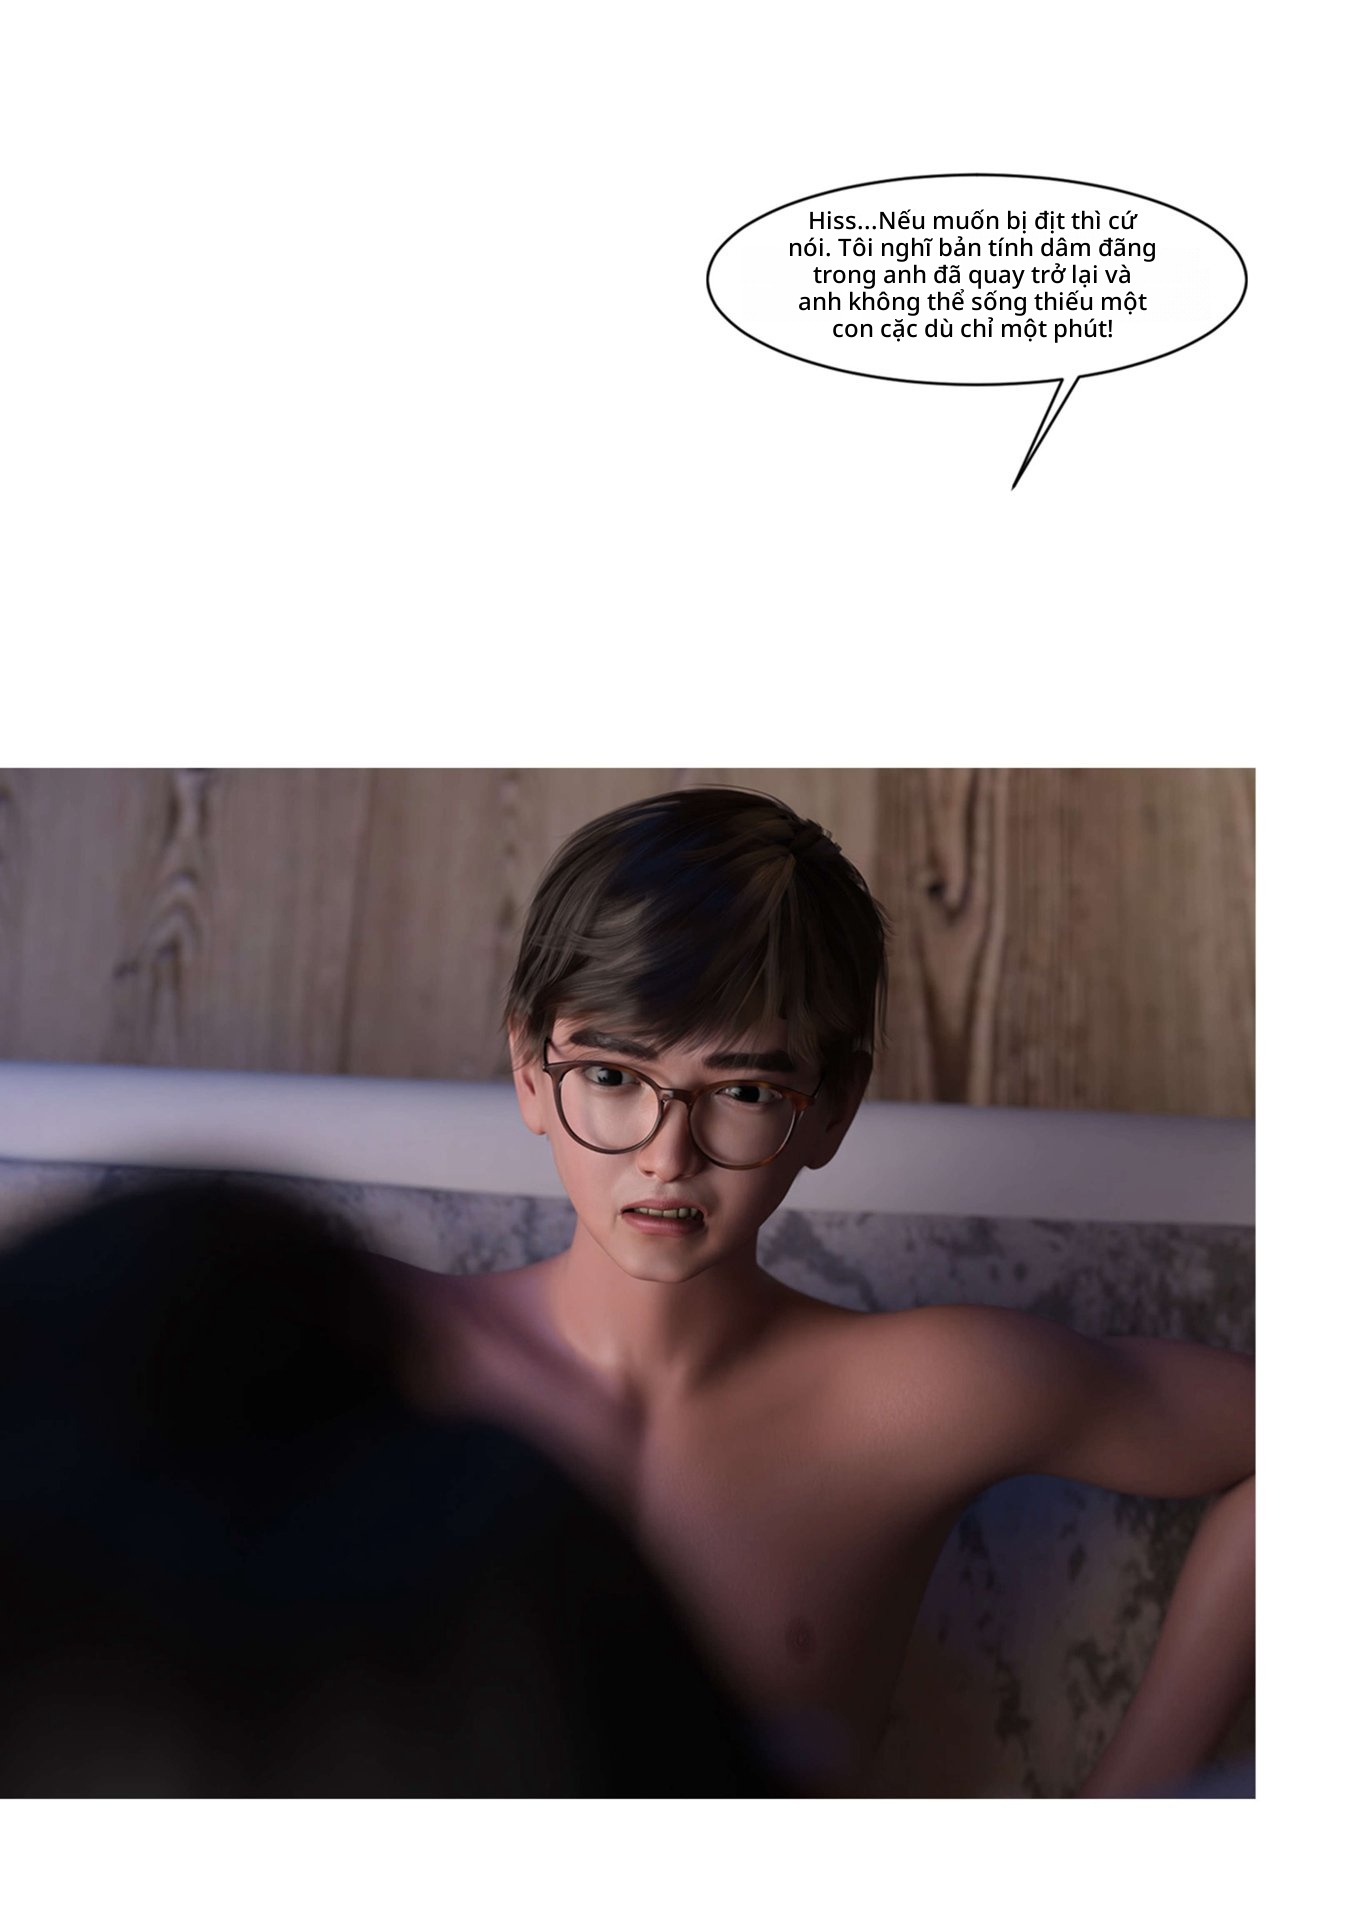 Hiss...Nếu muốn bị địt thì cứ
nói. Tôi nghĩ bản tính dâm đãng
trong anh đã quay trở lại và
anh không thể sống thiếu một
con cặc dù chỉ một phút!